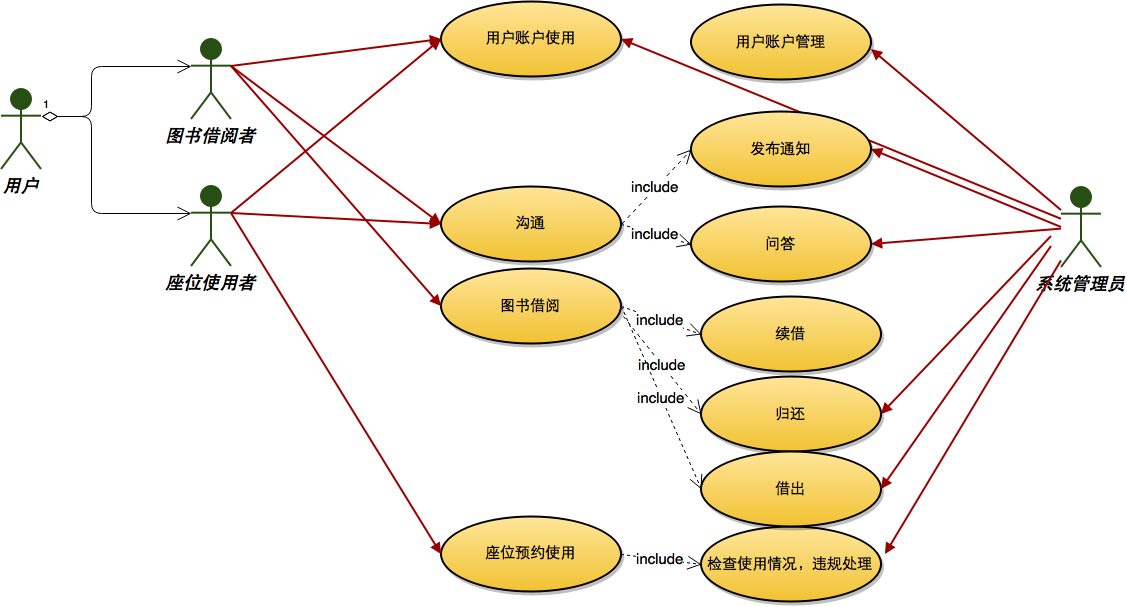 用户账户使用
用户账户管理
1
图书借阅者
用户
发布通知
include
沟通
include
问答
座位使用者
系统管理员
图书借阅
include
续借
include
include
归还
借出
座位预约使用
include
检查使用情况，违规处理